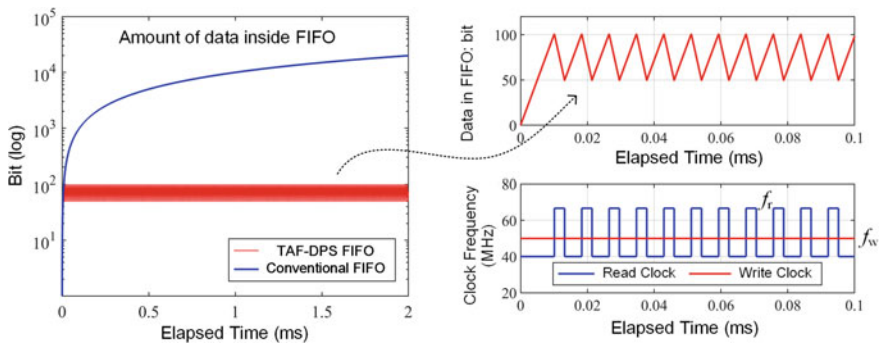 Amount of data inside FIFO
Bit (log)
10^5
10^4
10^3
10^2
10^1
0
0.5
1
1.5
2
Elapsed Time (ms)
TAF-DPS FIFO
Conventional FIFO
Data in FIFO: bit
100
50
0
0
0.02
0.04
0.06
0.08
0.1
Elapsed Time (ms)
Clock Frequency
(MHz)
80
60
40
20
f_r
f_w
Read Clock
Write Clock
0
0.02
0.04
0.06
0.08
0.1
Elapsed Time (ms)